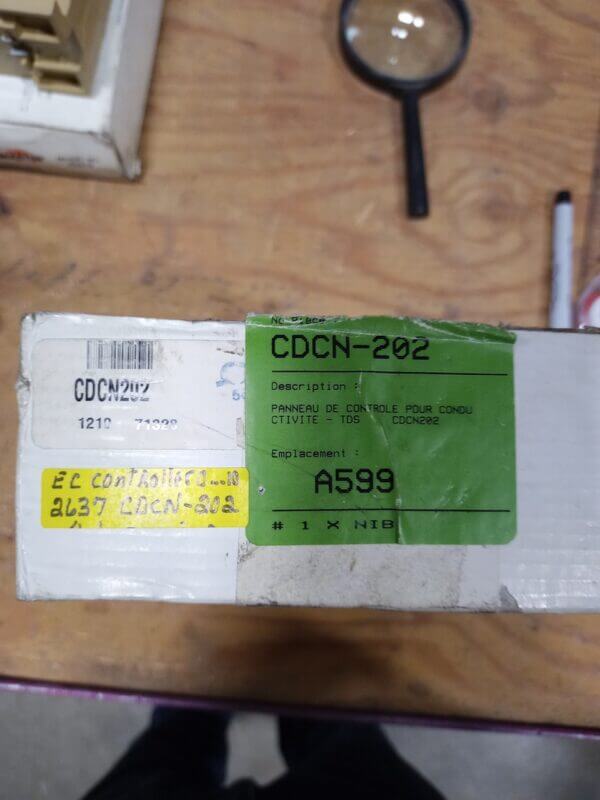 CDCN202
1210
EC controller
2637 CDCN-202
CDCN-202
Description :
PANNEAU DE CONTROLE POUR CONDU
CTIVITE - TDS CDCN202
Emplacement :
A599
# 1 X NIB